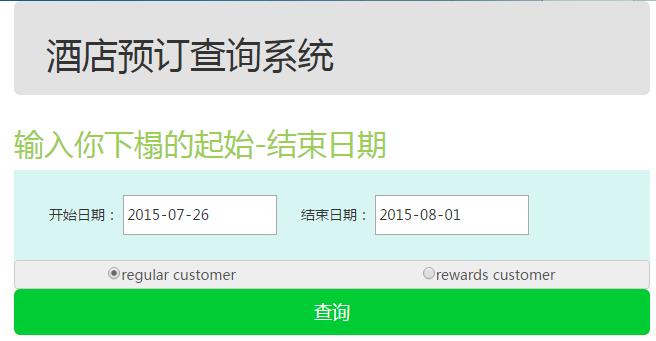 酒店预订查询系统
输入你下榻的起始-结束日期
开始日期： 2015-07-26 结束日期： 2015-08-01
regular customer rewards customer
查询